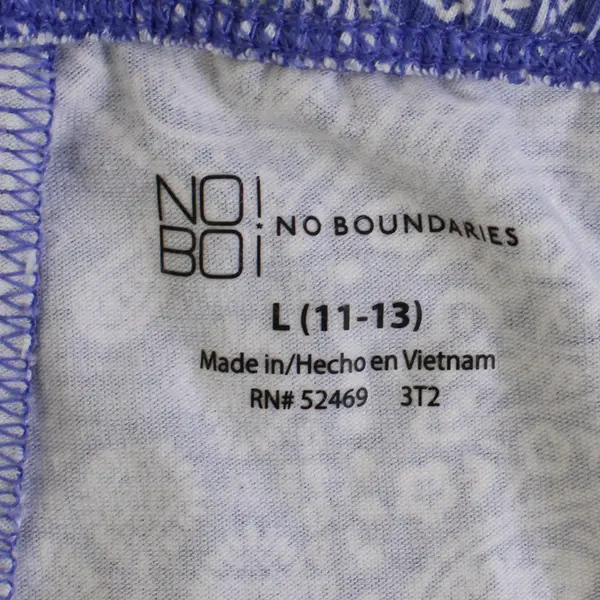 NO!
BO¡
NO BOUNDARIES
L (11-13)
Made in/Hecho en Vietnam
RN# 52469 3T2